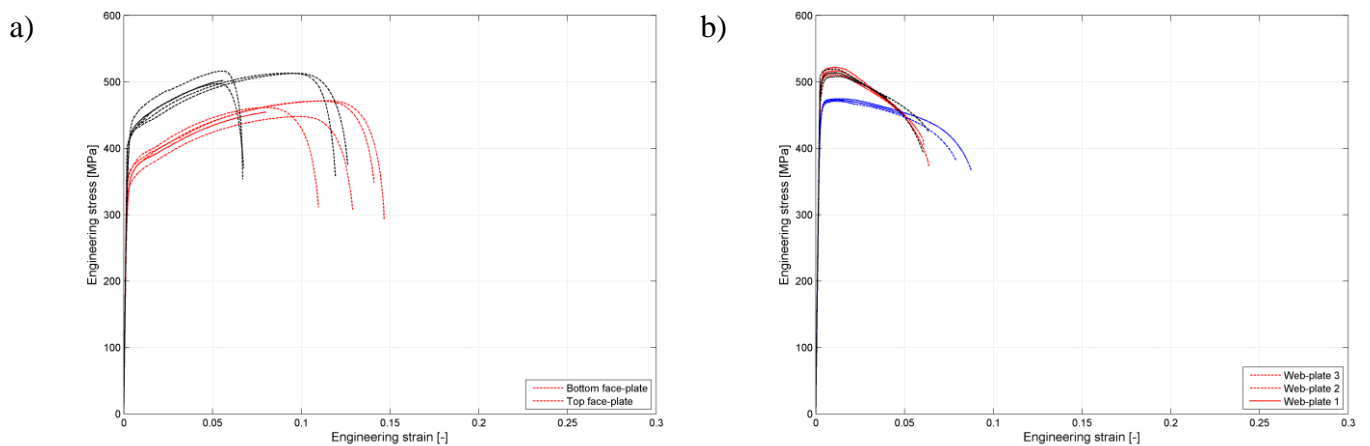 a)
600
500
400
300
200
100
0
Engineering stress [MPa]
Bottom face-plate
Top face-plate
0 0.05 0.1 0.15 0.2 0.25 0.3
Engineering strain [-]
b)
600
500
400
300
200
100
0
Engineering stress [MPa]
Web-plate 3
Web-plate 2
Web-plate 1
0 0.05 0.1 0.15 0.2 0.25 0.3
Engineering strain [-]